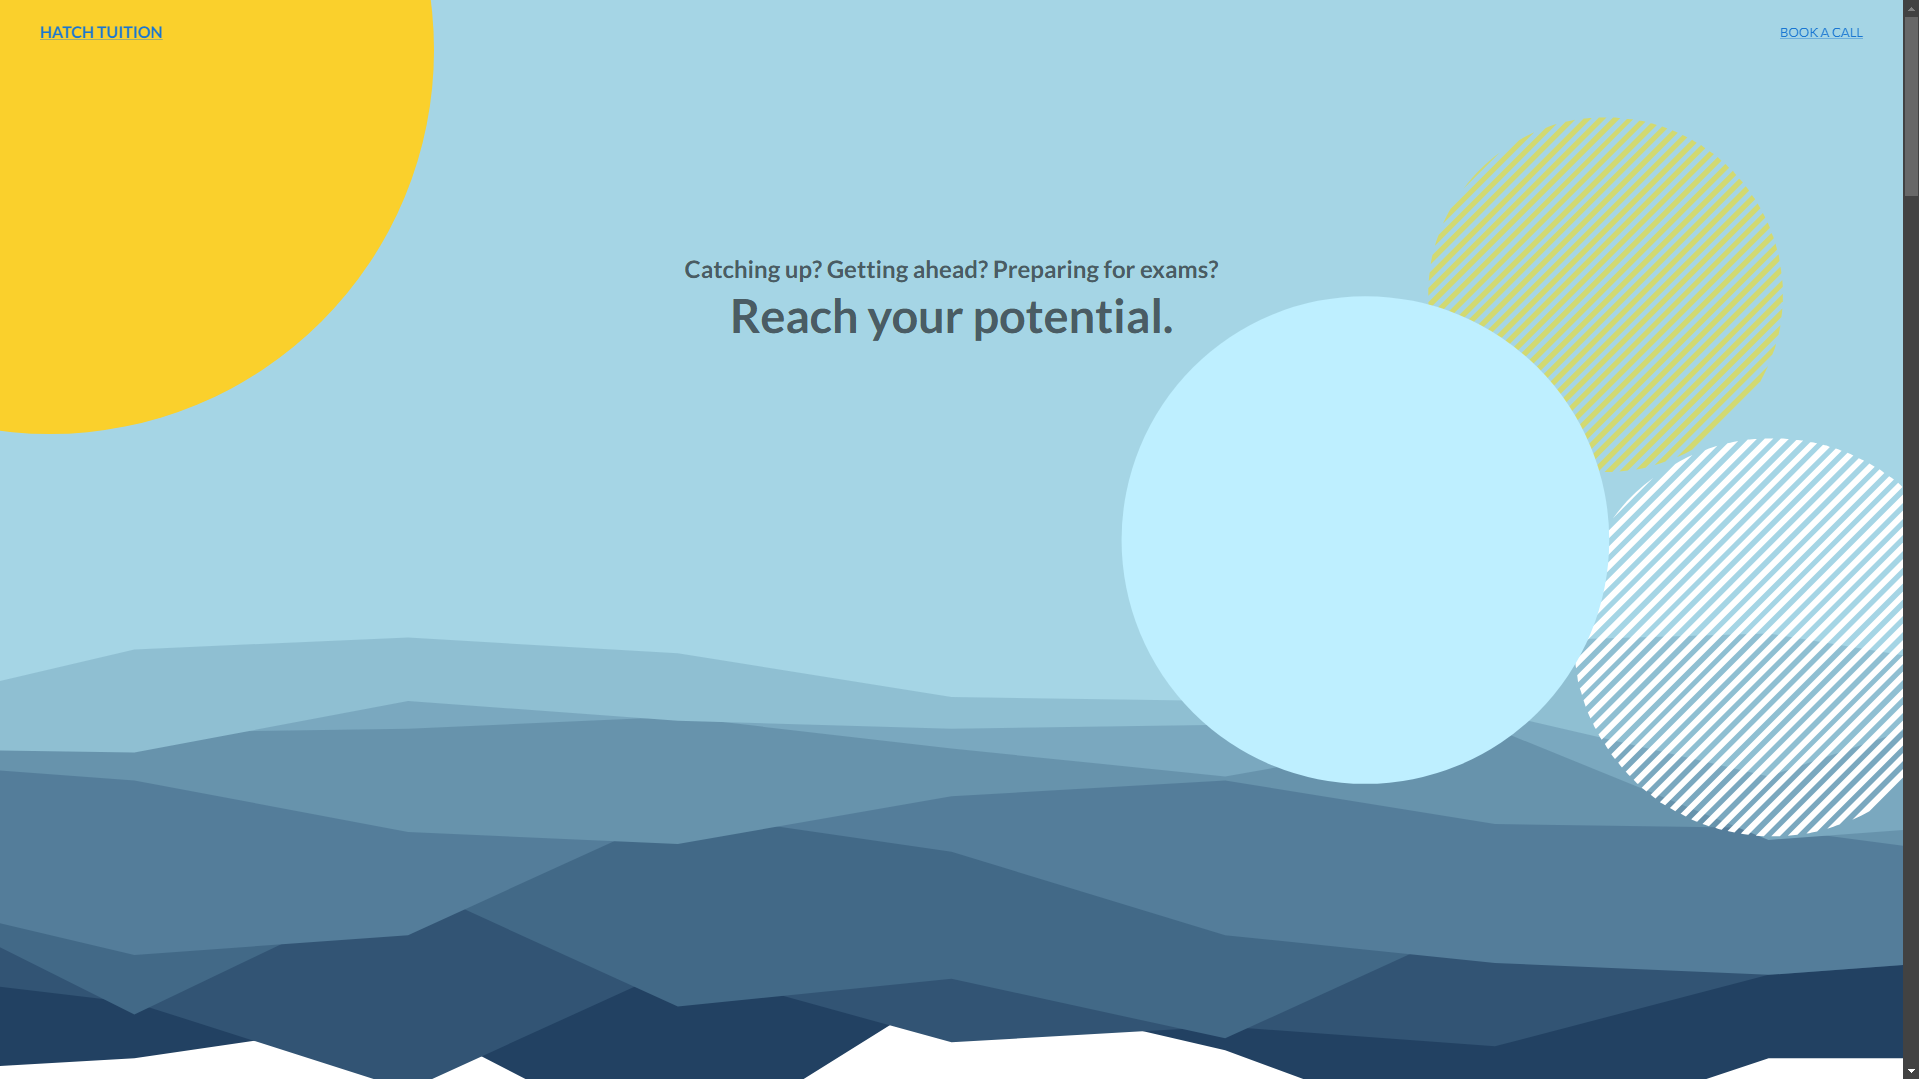 HATCH TUITION
BOOK A CALL
Catching up? Getting ahead? Preparing for exams?
Reach your potential.